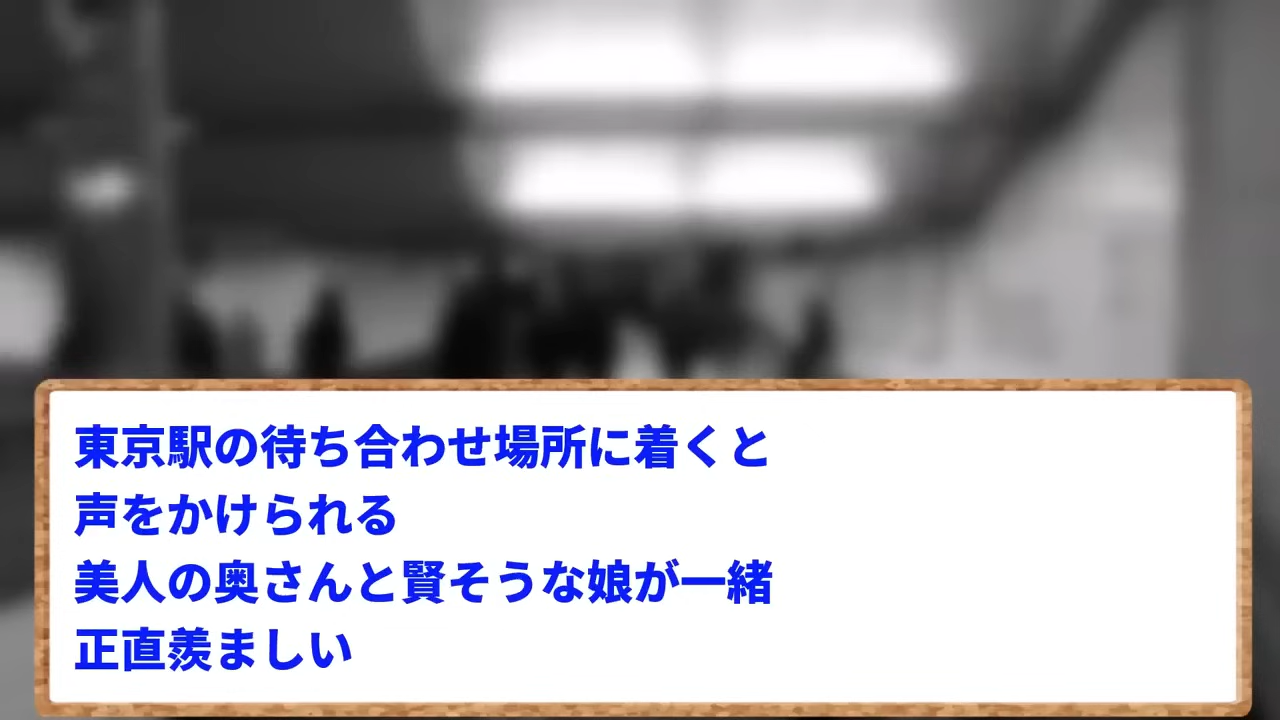 東京駅の待ち合わせ場所に着くと
声をかけられる
美人の奥さんと賢そうな娘が一緒
正直羨ましい